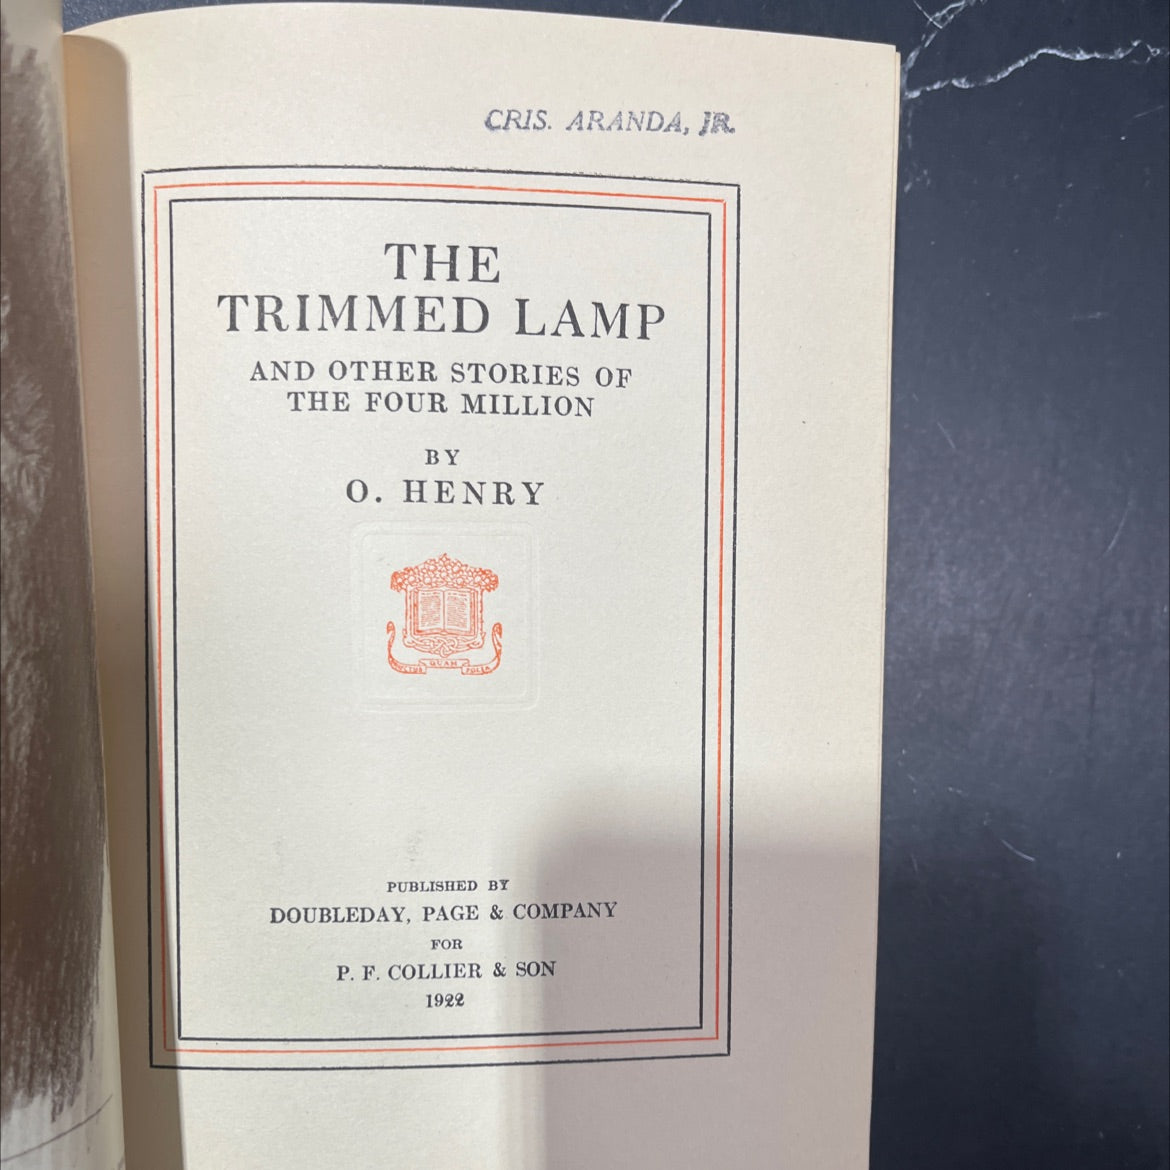 CRIS. ARANDA, JR.
THE
TRIMMED LAMP
AND OTHER STORIES OF
THE FOUR MILLION
BY
O. HENRY
QUAM
PUBLISHED BY
DOUBLEDAY, PAGE & COMPANY
FOR
P. F. COLLIER & SON
1922